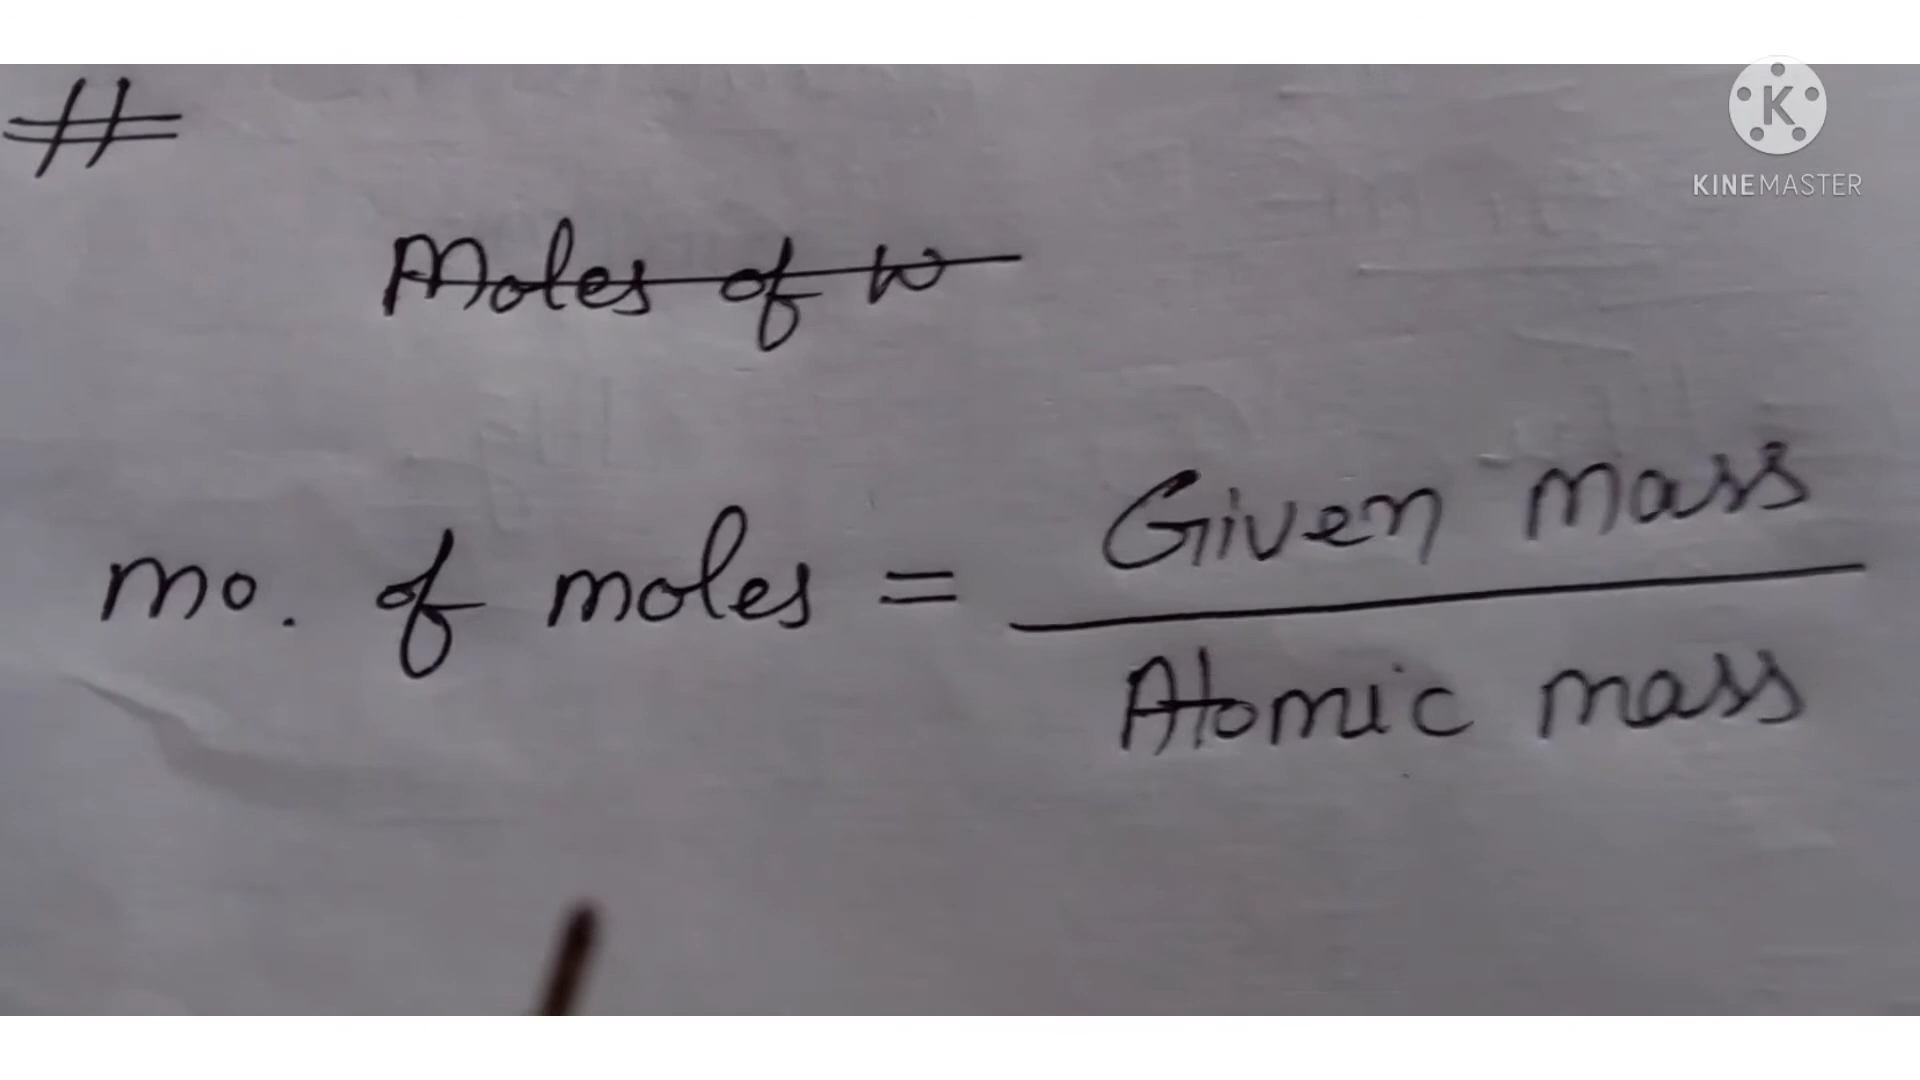 #
KINEMASTER
Moles of w
no. of moles = Given mass
Atomic mass